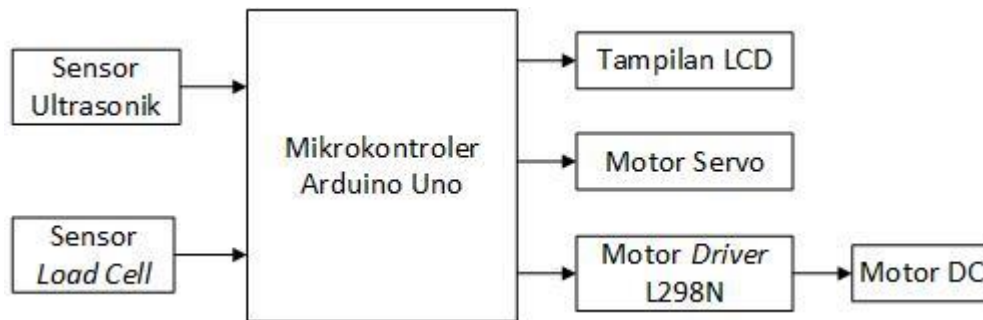 Sensor
Ultrasonik
Sensor
Load Cell
Mikrokontroler
Arduino Uno
Tampilan LCD
Motor Servo
Motor Driver
L298N
Motor DC